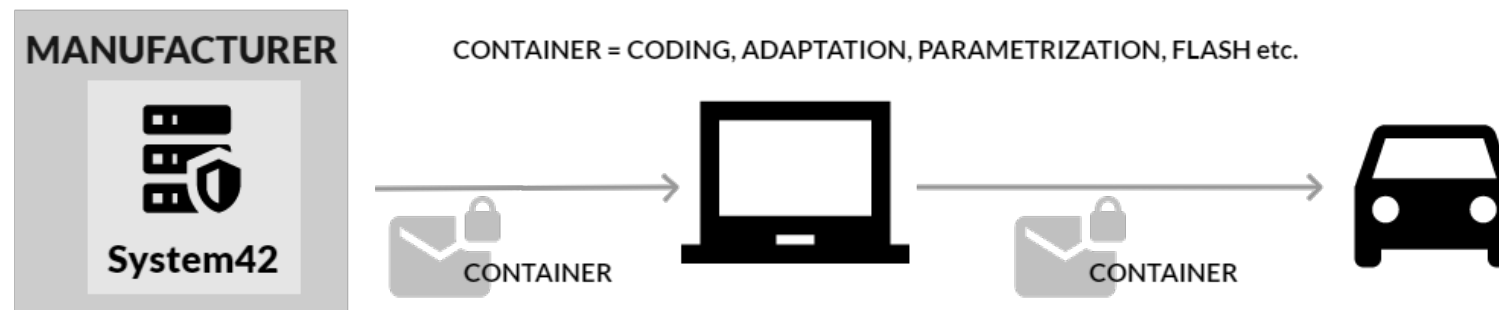 MANUFACTURER
System42
CONTAINER = CODING, ADAPTATION, PARAMETRIZATION, FLASH etc.
CONTAINER
CONTAINER